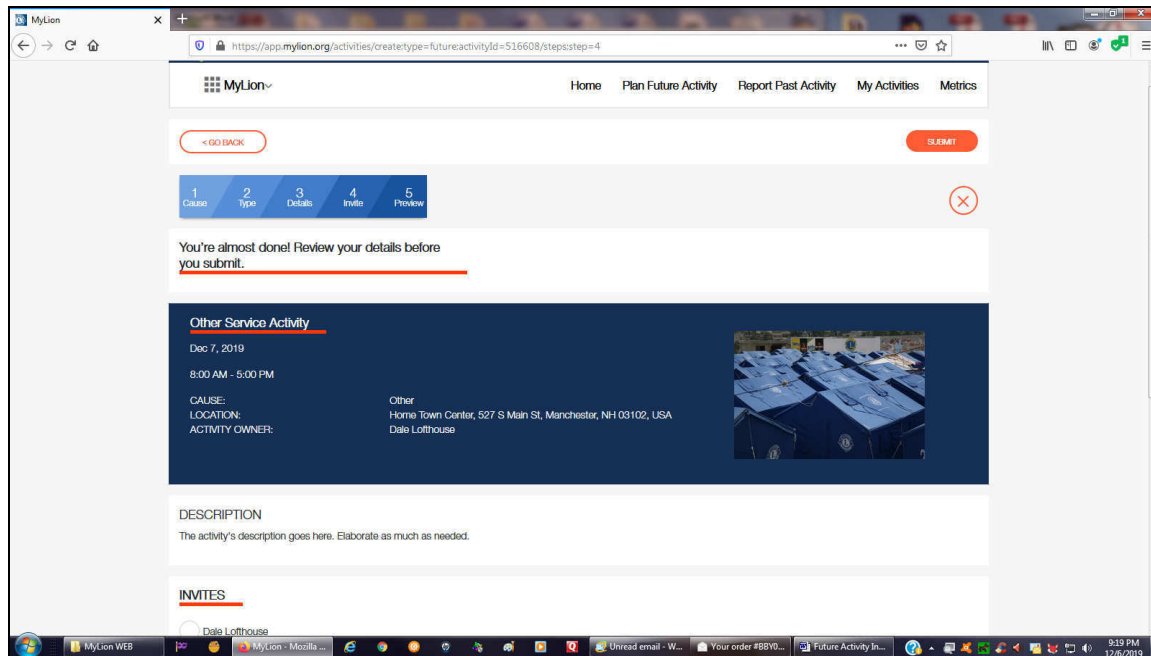 MyLion
https://app.mylion.org/activities/create:type=future:activityId=516608/steps:step=4
MyLion
Home Plan Future Activity Report Past Activity My Activities Metrics
< GO BACK
SUBMIT
1 2 3 4 5
Cause Type Details Invite Preview
You're almost done! Review your details before
you submit.
Other Service Activity
Dec 7, 2019
8:00 AM - 5:00 PM
CAUSE: Other
LOCATION: Home Town Center, 527 S Main St, Manchester, NH 03102, USA
ACTIVITY OWNER: Dale Lofthouse
DESCRIPTION
The activity's description goes here. Elaborate as much as needed.
INVITES
Dale Lofthouse
MyLion WEB MyLion - Mozilla ... Unread email - W... Your order #BBY0... Future Activity In... 9:19 PM
12/6/2019